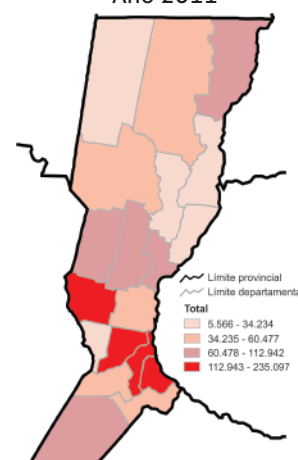 Año 2011
Límite provincial
Límite departamenta
Total
5.566 - 34.234
34.235 - 60.477
60.478 - 112.942
112.943 - 235.097